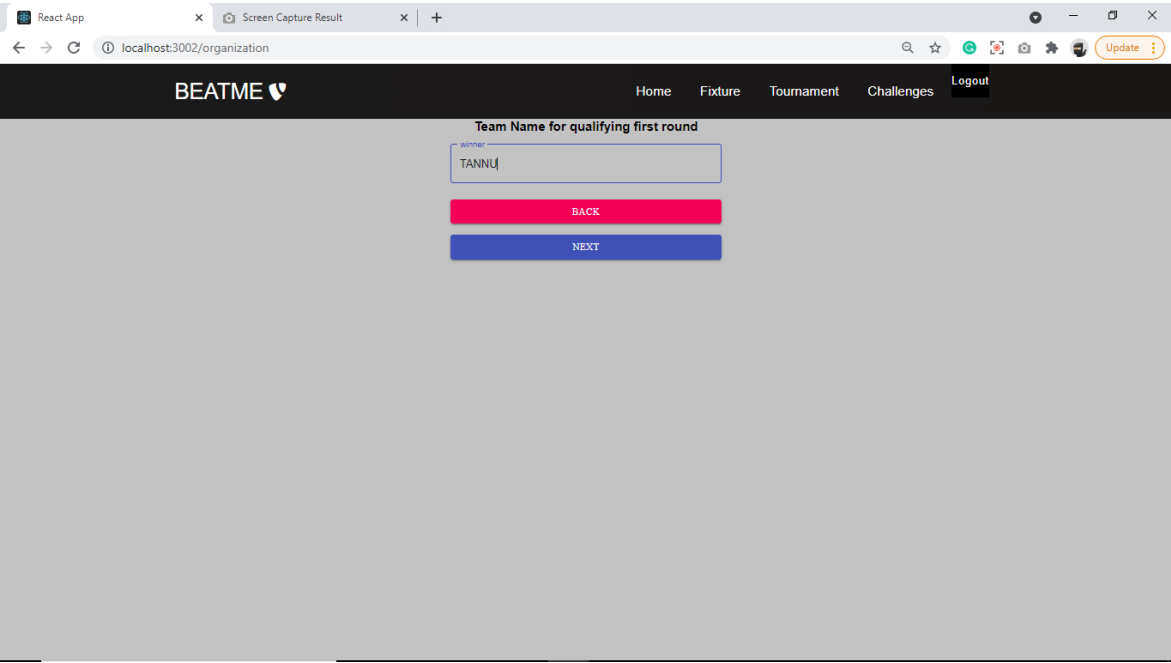 React App
Screen Capture Result
localhost:3002/organization
Update
BEATME
Home Fixture Tournament Challenges Logout
Team Name for qualifying first round
winner
TANNU
BACK
NEXT